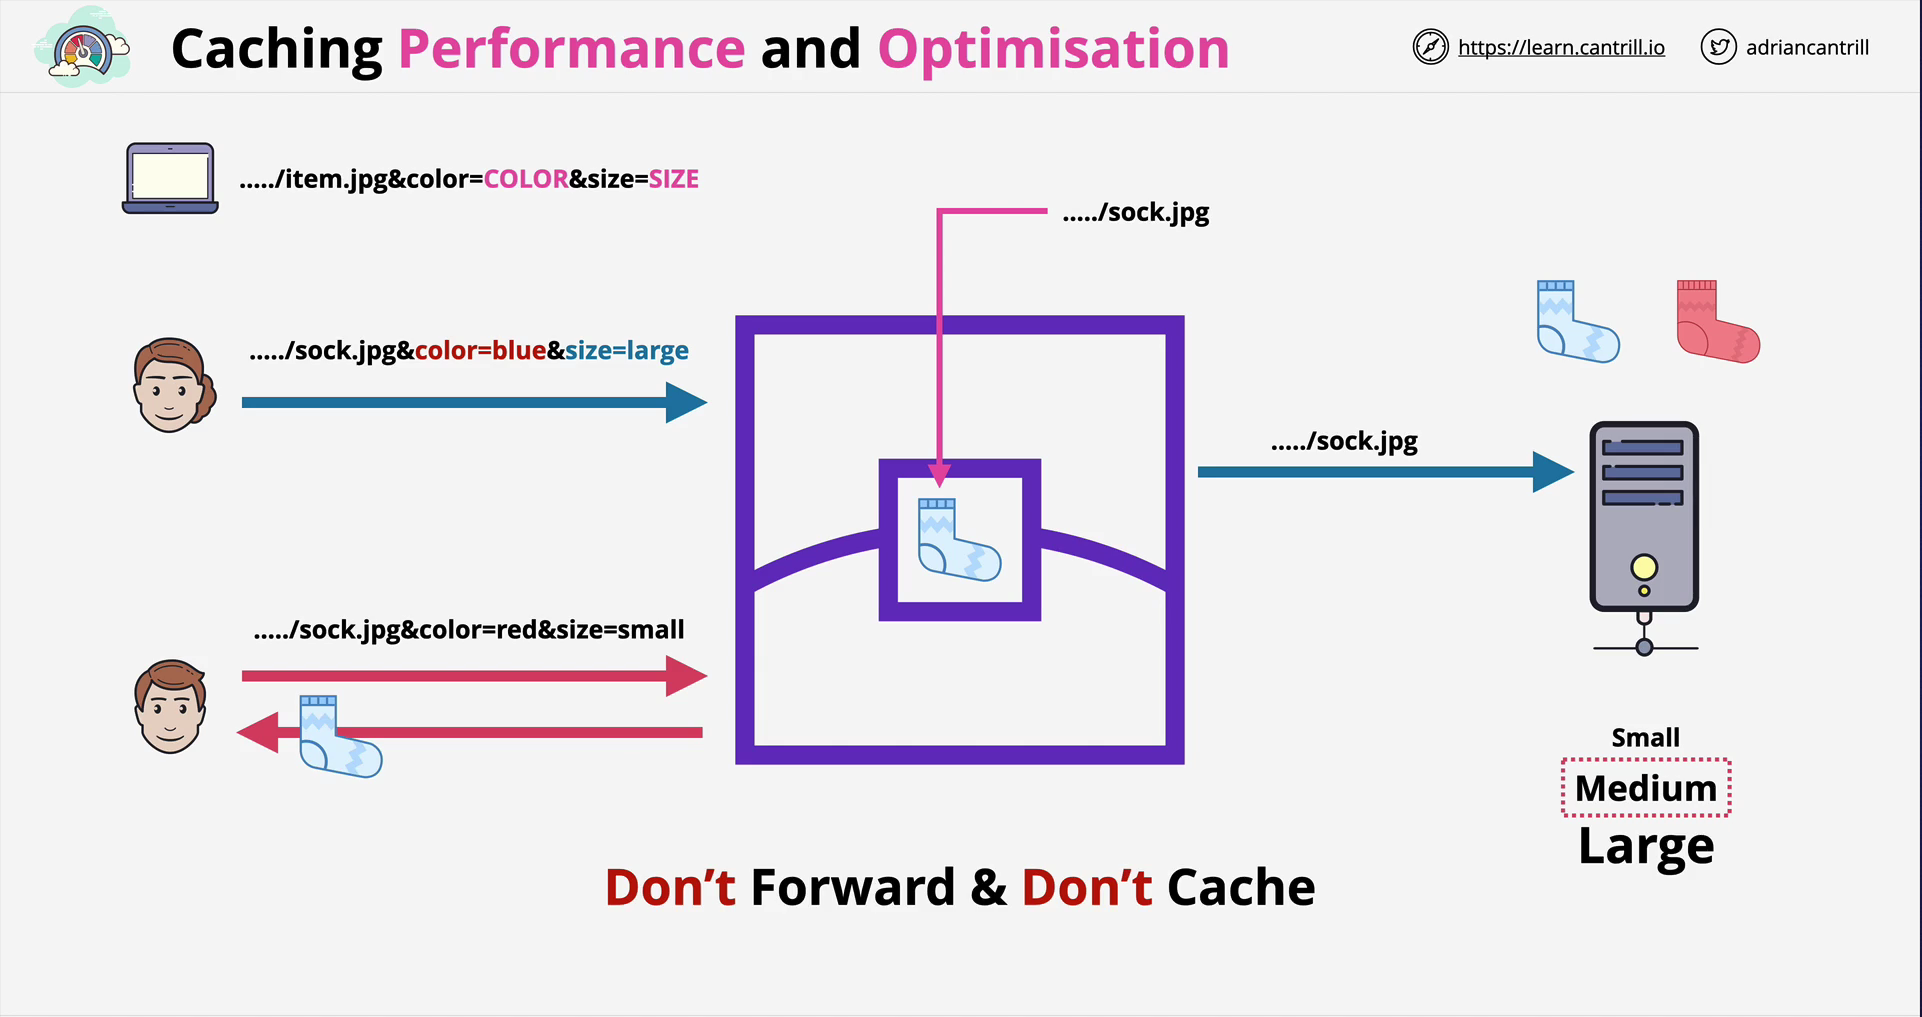 Caching Performance and Optimisation
https://learn.cantrill.io
adriancantrill
...../item.jpg&color=COLOR&size=SIZE
...../sock.jpg
...../sock.jpg&color=blue&size=large
...../sock.jpg
...../sock.jpg&color=red&size=small
Small
Medium
Large
Don’t Forward & Don’t Cache